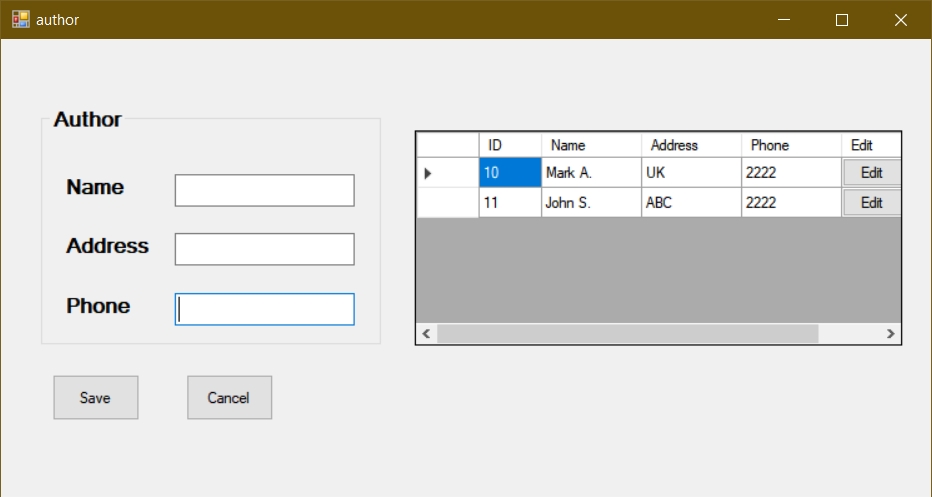 author
Author
Name
Address
Phone
Save Cancel
ID Name Address Phone Edit
10 Mark A. UK 2222 Edit
11 John S. ABC 2222 Edit